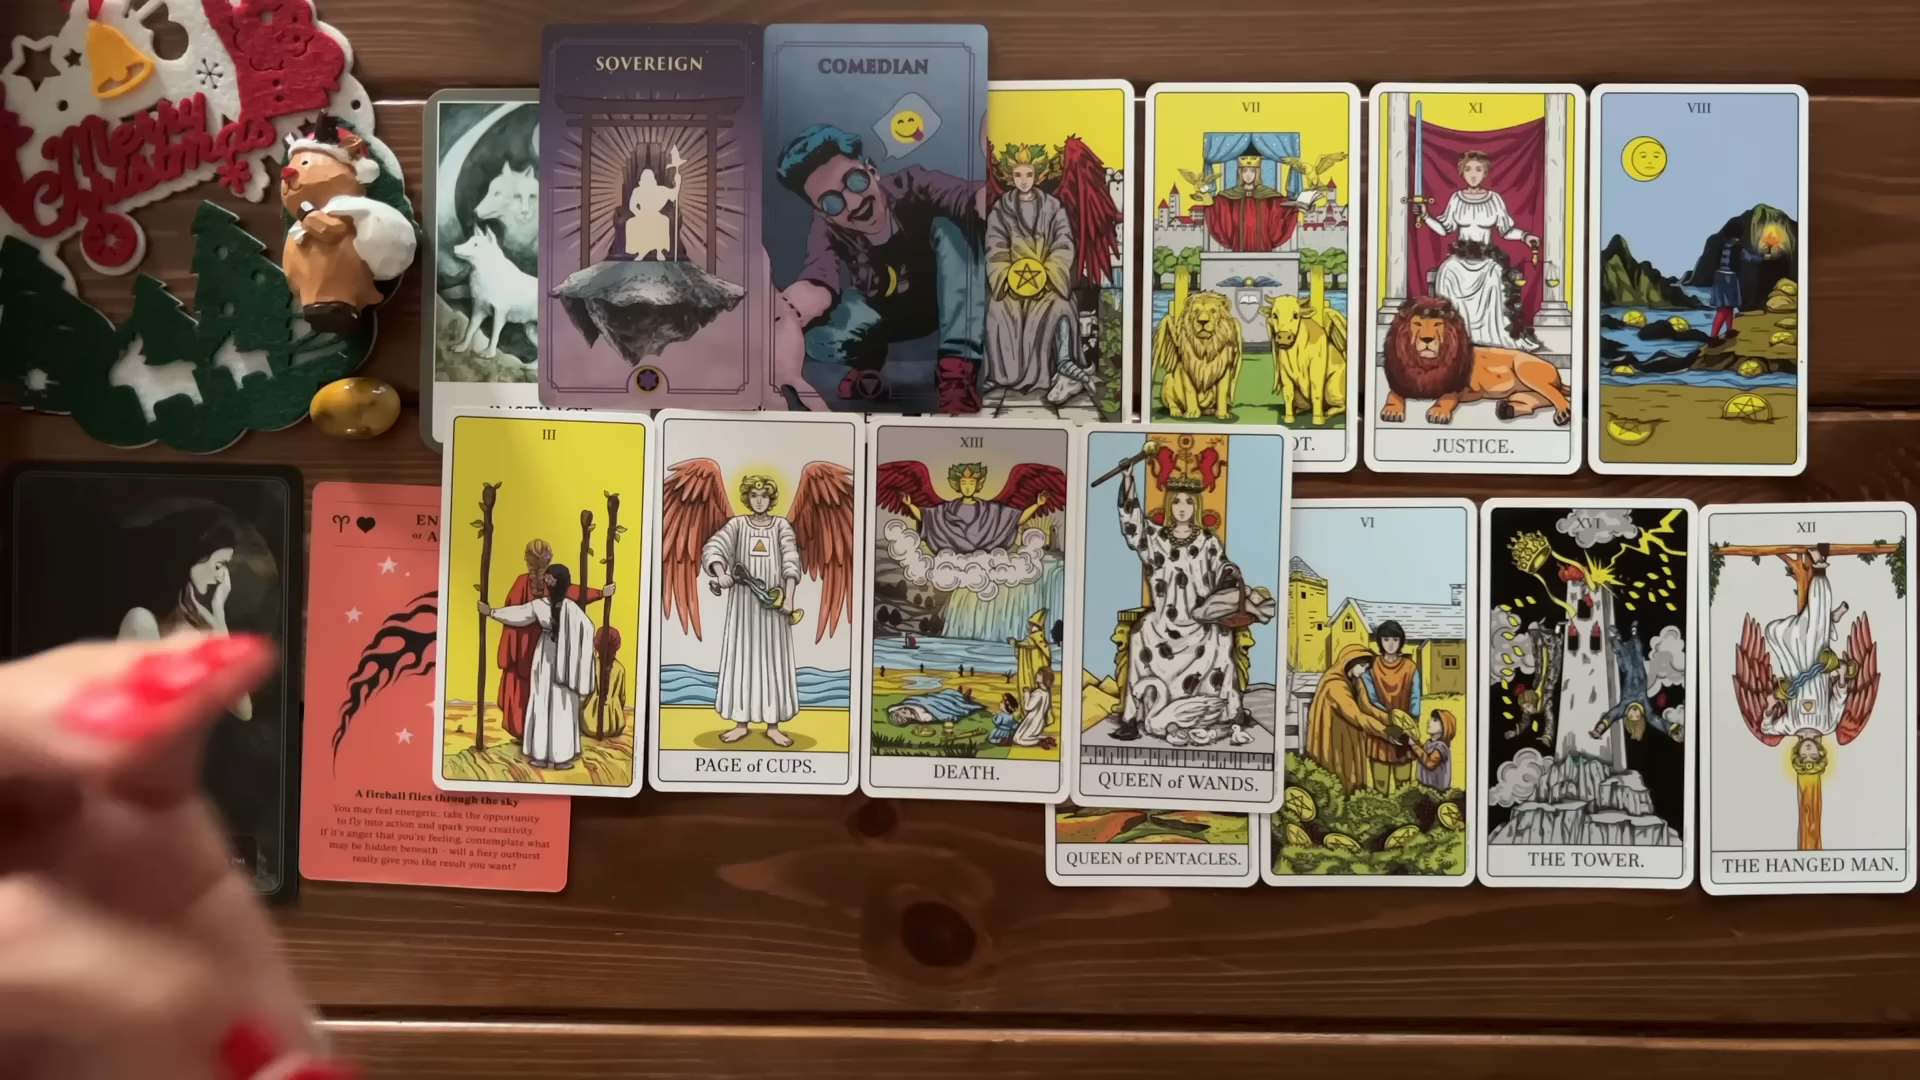 Merry
Christmas
SOVEREIGN
COMEDIAN
VII
XI
VIII
JUSTICE.
OT.
INSTINCT
EN
or A
III
XIII
VI
XVI
XII
PAGE of CUPS.
DEATH.
QUEEN of WANDS.
QUEEN of PENTACLES.
THE TOWER.
THE HANGED MAN.
A fireball flies through the sky
You may feel energetic, take the opportunity
to fly into action and spark your creativity.
If it's anger that you're feeling, contemplate what
may be hidden beneath – will a fiery outburst
really give you the result you want?